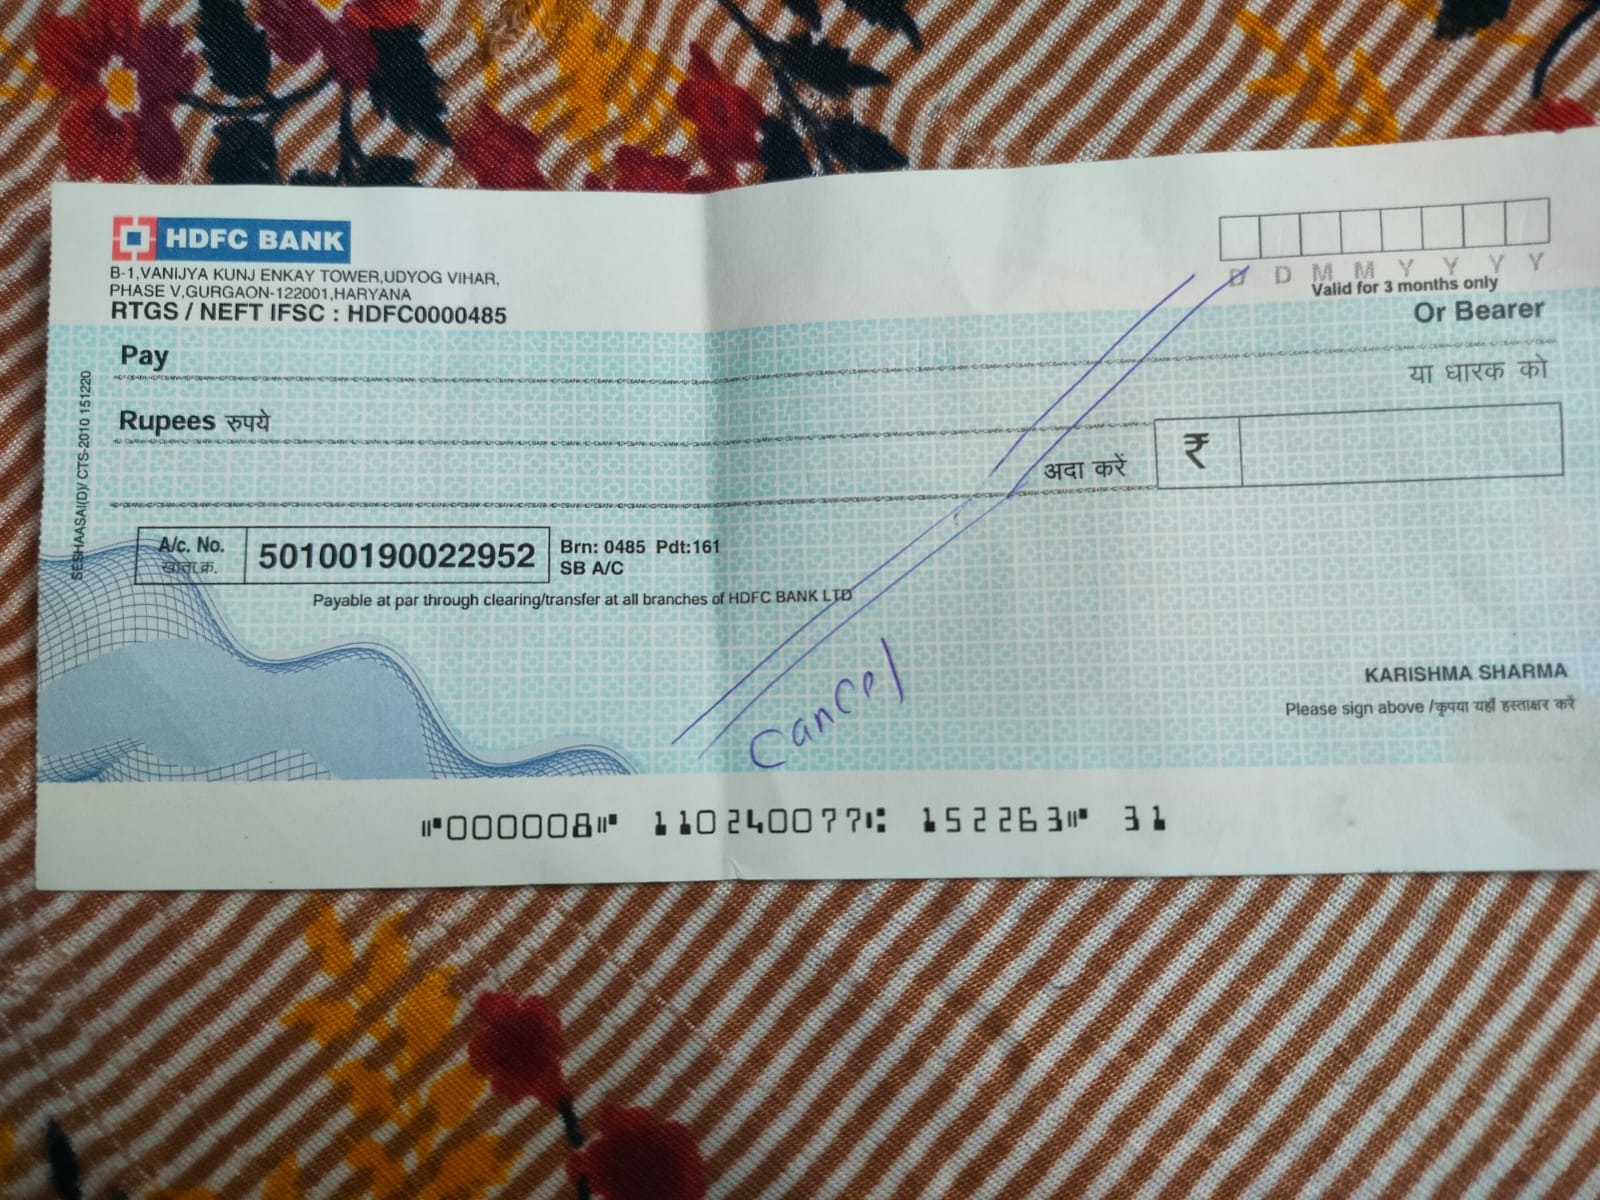 HDFC BANK
B-1,VANIJYA KUNJ ENKAY TOWER,UDYOG VIHAR,
PHASE V,GURGAON-122001,HARYANA
RTGS / NEFT IFSC : HDFC0000485
D D M M Y Y Y Y
Valid for 3 months only
Pay
Or Bearer
या धारक को
Rupees रुपये
अदा करें
₹
A/c. No.
खाता क्र.
50100190022952
Brn: 0485 Pdt:161
SB A/C
Payable at par through clearing/transfer at all branches of HDFC BANK LTD
SESHAASAI(D)/ CTS-2010 151220
Cancel
KARISHMA SHARMA
Please sign above /कृपया यहाँ हस्ताक्षर करें
⑈000008⑈ 110240077⑆ 152263⑈ 31